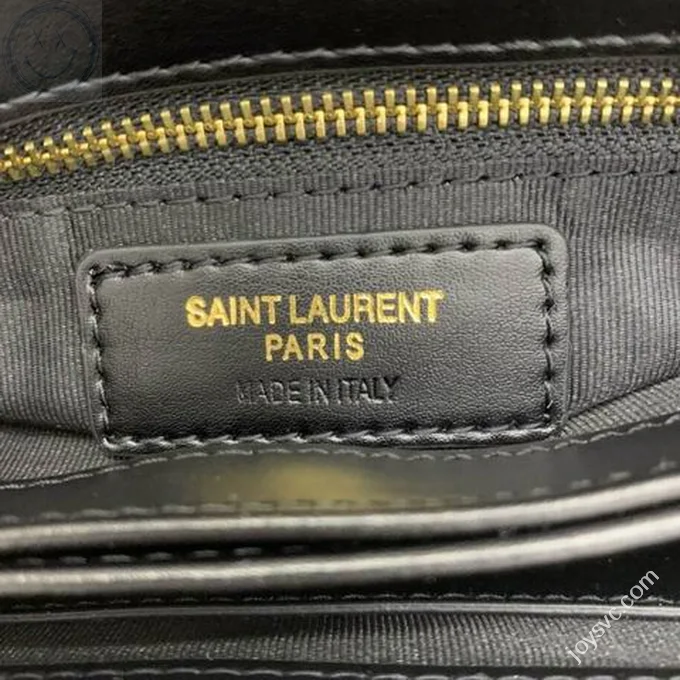 SAINT LAURENT
PARIS
MADE IN ITALY
joysvc.com